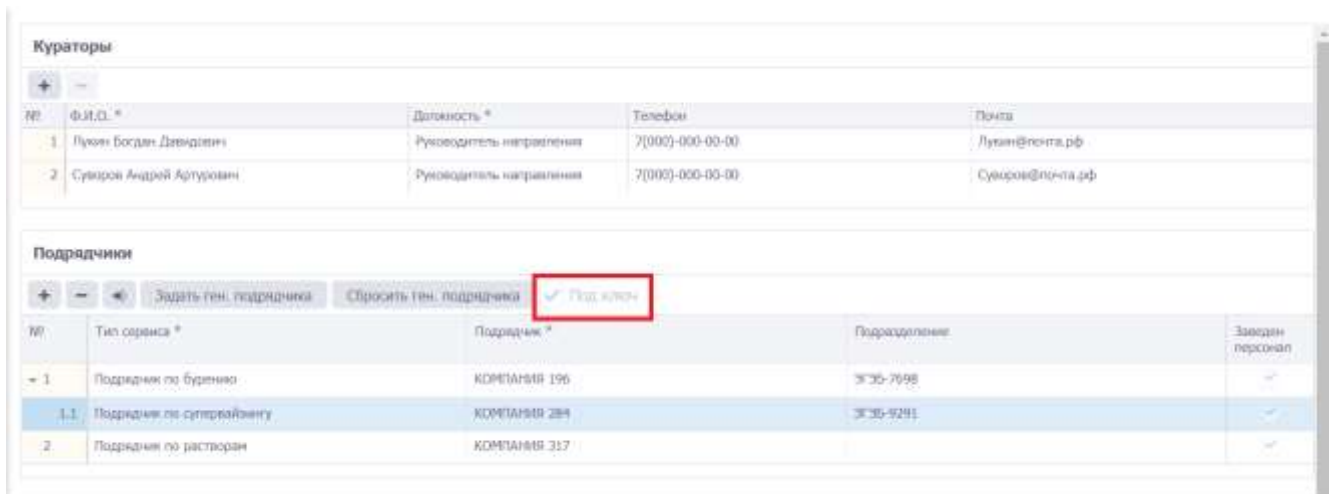 Кураторы
+ −
№ Ф.И.О. * Должность * Телефон Почта
1 Лукин Богдан Давидович Руководитель направления 7(000)-000-00-00 Лукин@почта.рф
2 Суворов Андрей Артурович Руководитель направления 7(000)-000-00-00 Суворов@почта.рф
Подрядчики
+ − Задать ген. подрядчика Сбросить ген. подрядчика Под ключ
№ Тип сервиса * Подрядчик * Подразделение Заведен
персонал
1 Подрядчик по бурению КОМПАНИЯ 196 ЭГЭБ-7698
1.1 Подрядчик по супервайзингу КОМПАНИЯ 284 ЭГЭБ-9291
2 Подрядчик по растворам КОМПАНИЯ 317